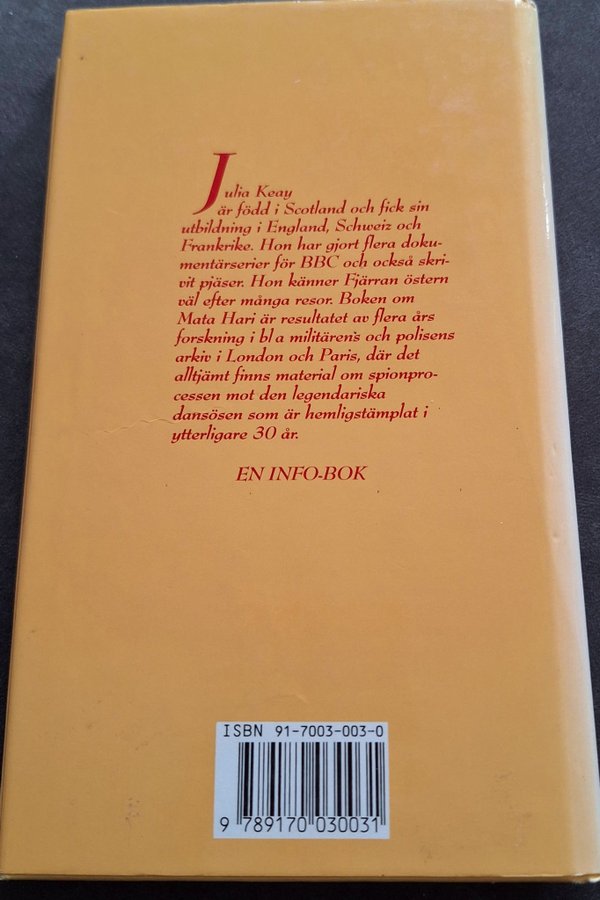 Julia Keay
är född i Scotland och fick sin
utbildning i England, Schweiz och
Frankrike. Hon har gjort flera doku-
mentärserier för BBC och också skri-
vit pjäser. Hon känner Fjärran östern
väl efter många resor. Boken om
Mata Hari är resultatet av flera års
forskning i bl a militären's och polisens
arkiv i London och Paris, där det
alltjämt finns material om spionpro-
cessen mot den legendariska
dansösen som är hemligstämplat i
ytterligare 30 år.
EN INFO-BOK
ISBN 91-7003-003-0
9 789170 030031